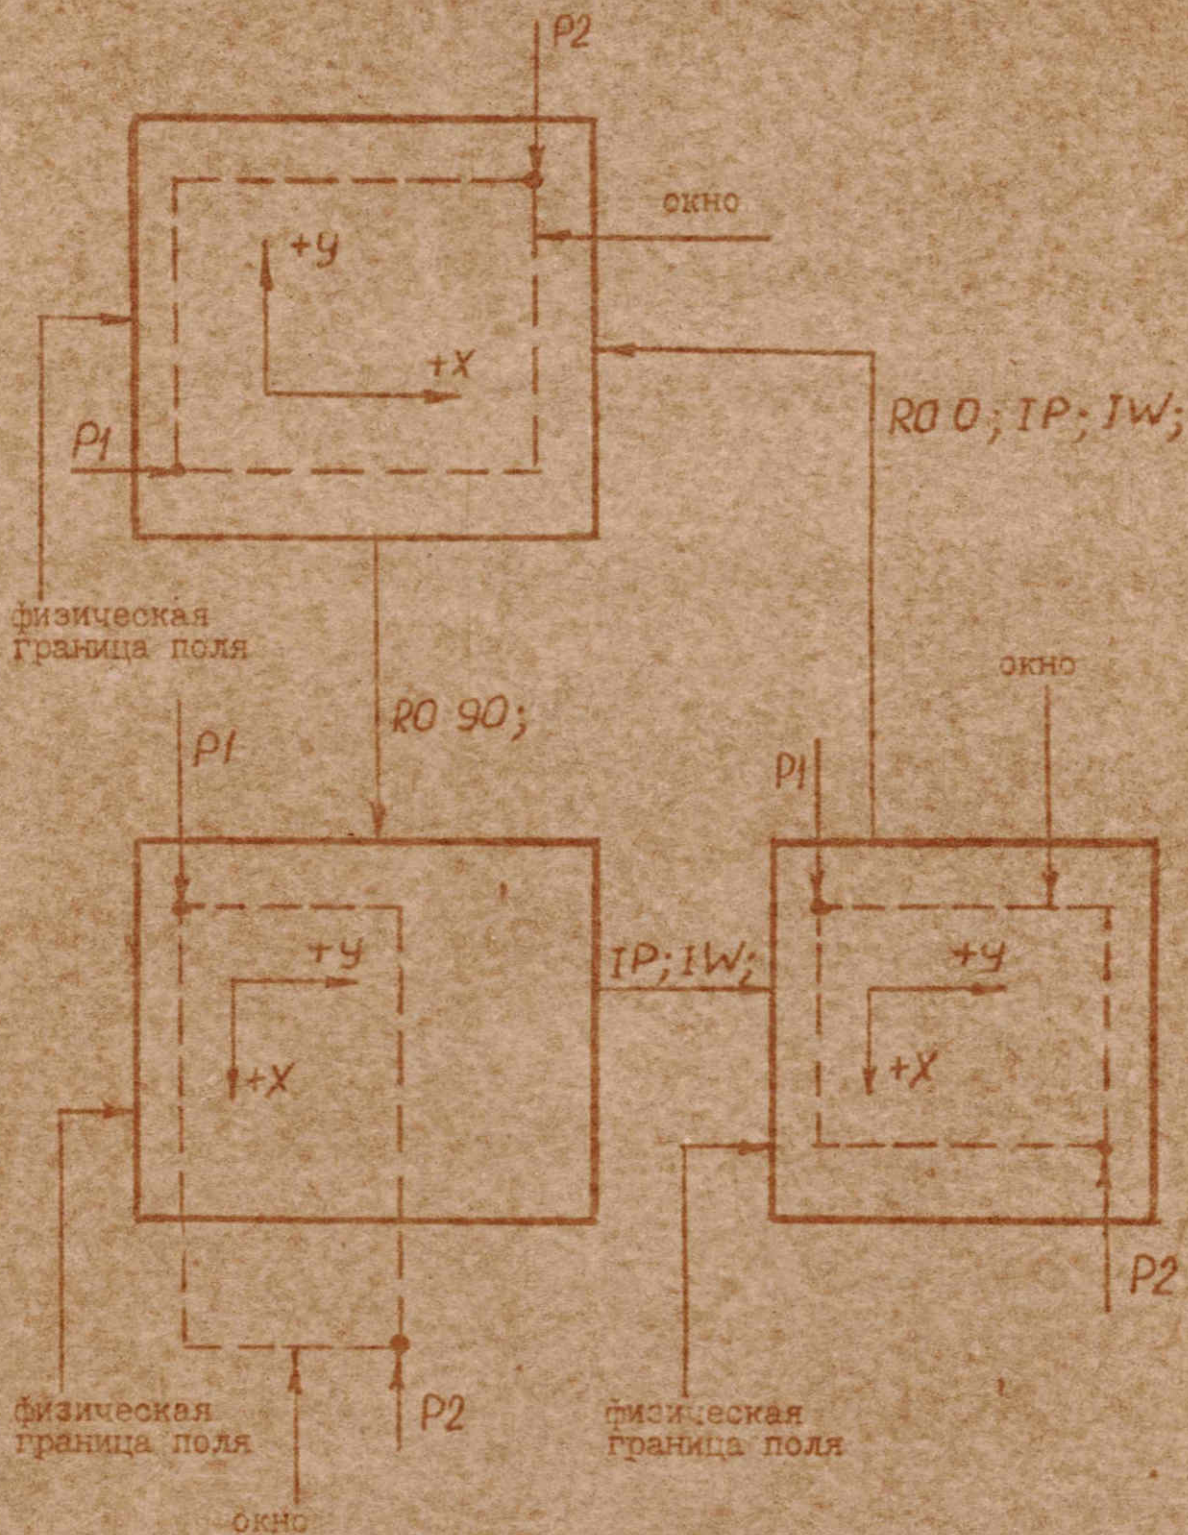 P2
окно
+y
+x
P1
RO 0; IP; IW;
физическая
граница поля
окно
RO 90;
P1
P1
+y
IP; IW;
+y
+x
+x
P2
физическая
граница поля
P2
физическая
граница поля
окно